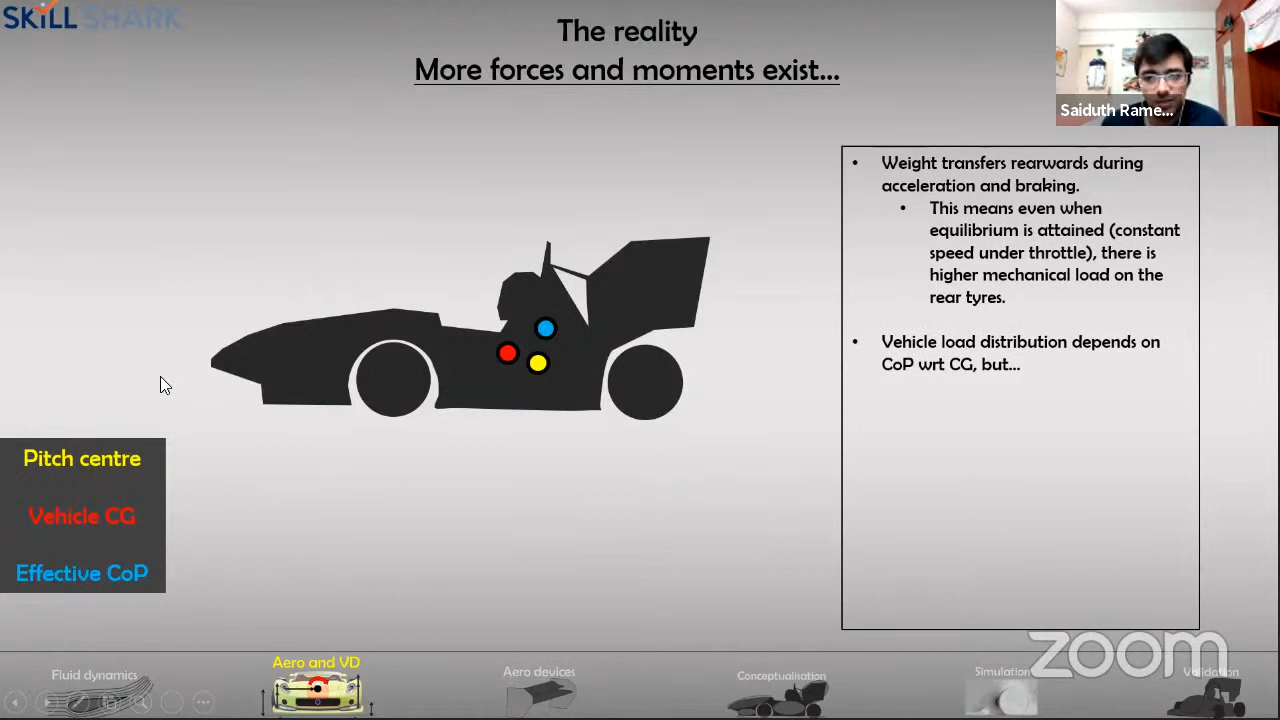 SKILL SHARK
The reality
More forces and moments exist...
Saiduth Rame...
• Weight transfers rearwards during
acceleration and braking.
• This means even when
equilibrium is attained (constant
speed under throttle), there is
higher mechanical load on the
rear tyres.
• Vehicle load distribution depends on
CoP wrt CG, but...
Pitch centre
Vehicle CG
Effective CoP
zoom
Fluid dynamics
Aero and VD
Aero devices
Conceptualisation
Simulation
Validation